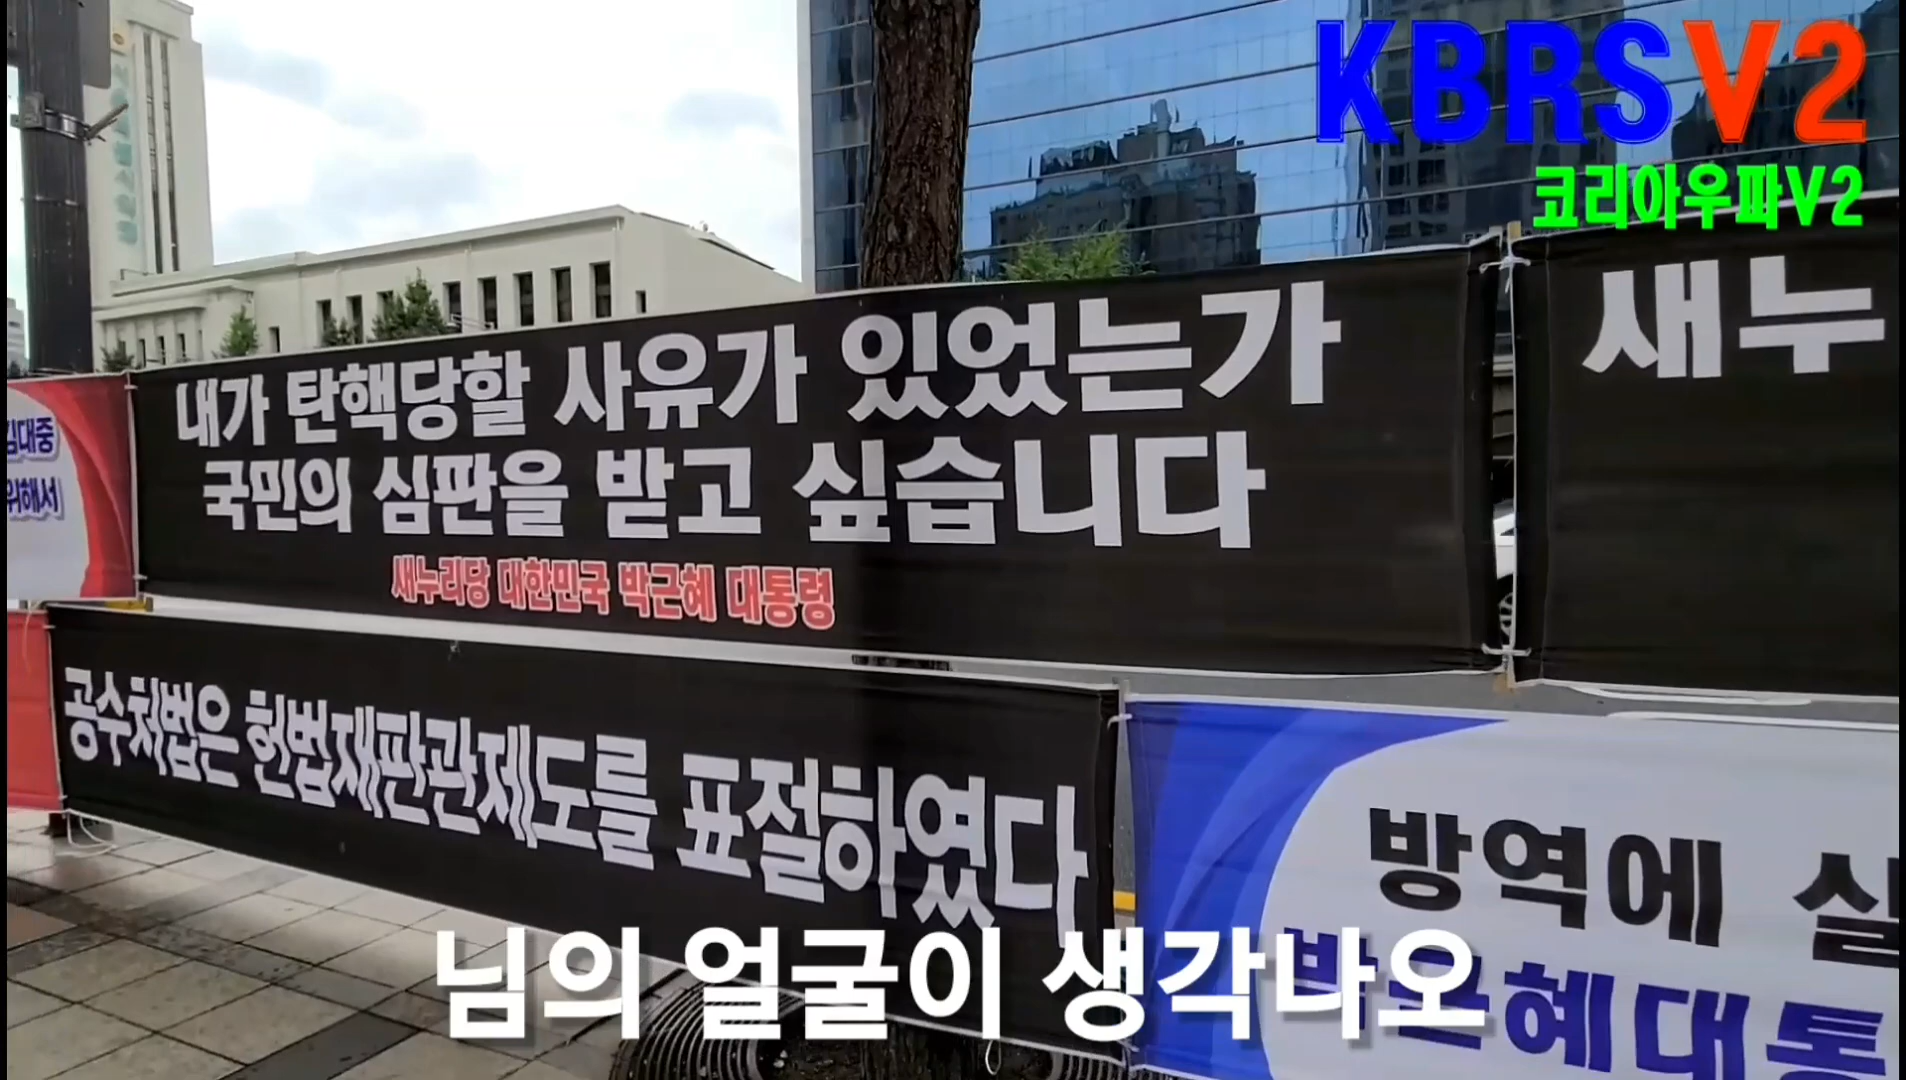 KBRSV2
코리아우파V2
새누
내가 탄핵당할 사유가 있었는가
국민의 심판을 받고 싶습니다
새누리당 대한민국 박근혜 대통령
김대중
위해서
공수처법은 헌법재판관제도를 표절하였다
방역에
박근혜대통
님의 얼굴이 생각나오